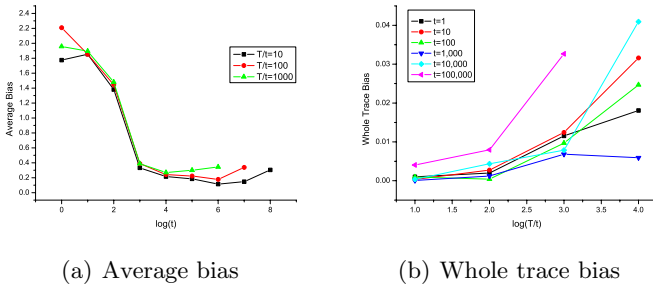 2.4
2.2
2.0
1.8
1.6
1.4
1.2
1.0
0.8
0.6
0.4
0.2
0.0
Average Bias
T/t=10
T/t=100
T/t=1000
0 2 4 6 8
log(t)
(a) Average bias
0.04
0.03
0.02
0.01
0.00
Whole Trace Bias
t=1
t=10
t=100
t=1,000
t=10,000
t=100,000
1.0 1.5 2.0 2.5 3.0 3.5 4.0
log(T/t)
(b) Whole trace bias